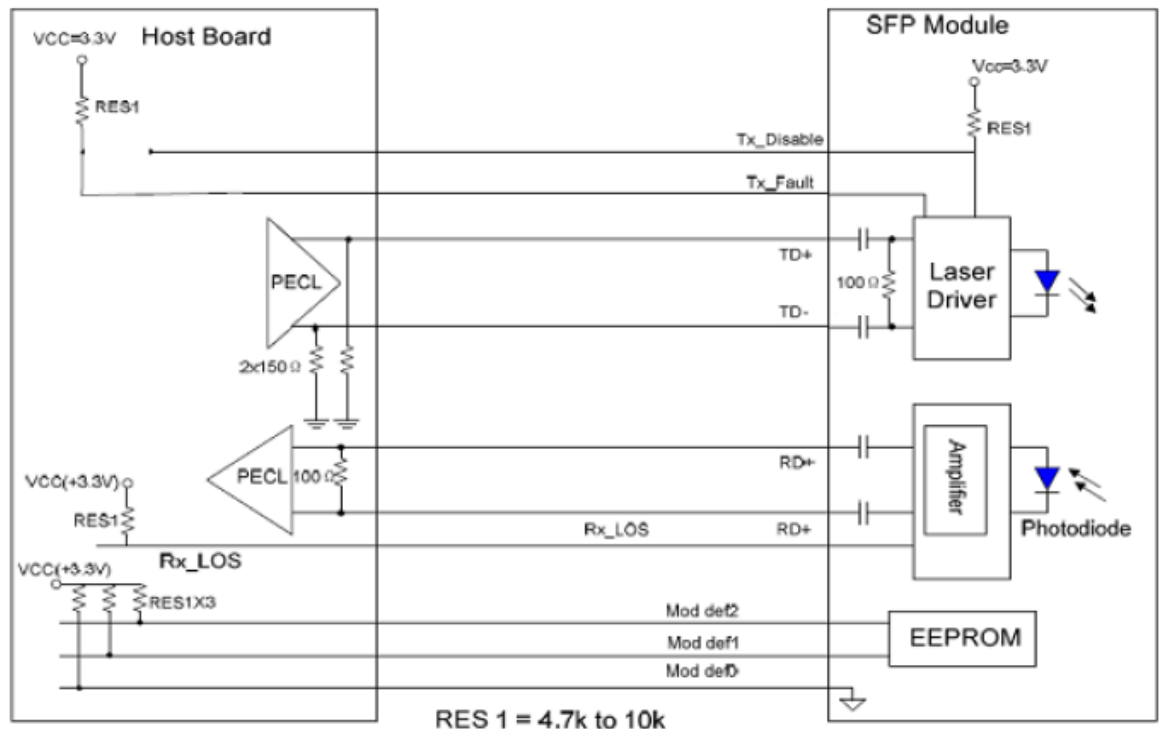 Host Board
SFP Module
VCC=3.3V
RES1
Vcc=3.3V
RES1
Tx_Disable
Tx_Fault
PECL
TD+
TD-
100 Ω
Laser
Driver
2x150 Ω
PECL
100 Ω
RD+
RD+
Amplifier
Photodiode
VCC(+3.3V)
RES1
Rx_LOS
Rx_LOS
VCC(+3.3V)
RES1X3
Mod def2
Mod def1
Mod def0
EEPROM
RES 1 = 4.7k to 10k